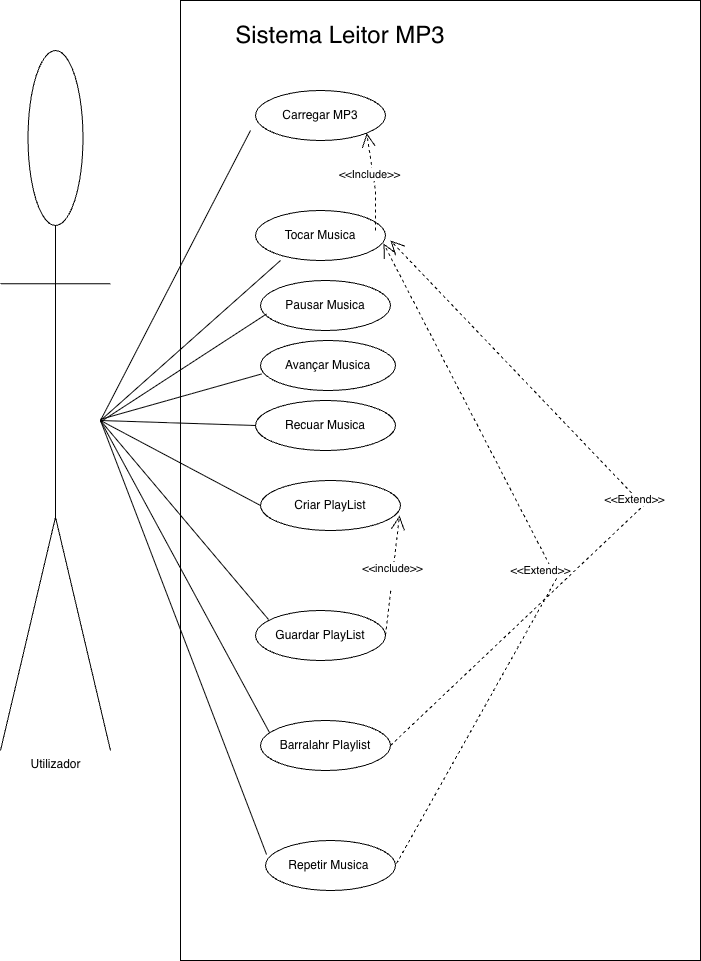 Sistema Leitor MP3
Carregar MP3
<<Include>>
Tocar Musica
Pausar Musica
Avançar Musica
Recuar Musica
Criar PlayList
<<Extend>>
<<include>>
<<Extend>>
Guardar PlayList
Barralahr Playlist
Utilizador
Repetir Musica